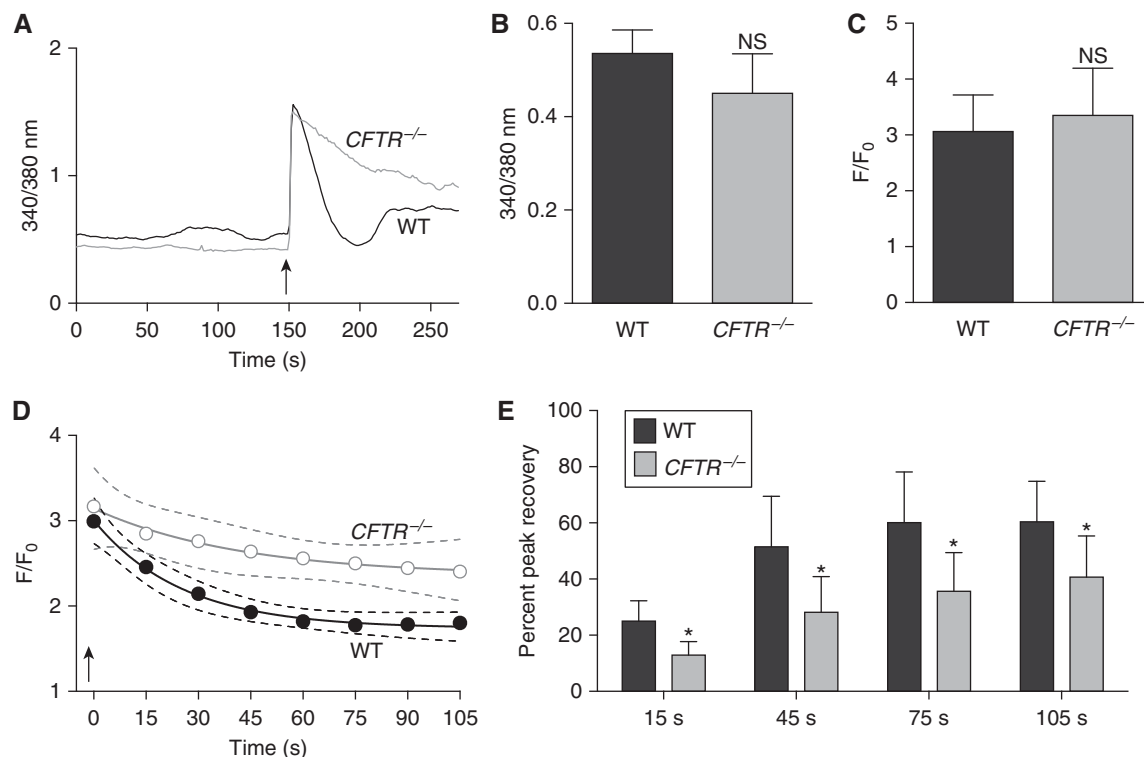 A
2
1
0
340/380 nm
CFTR−/−
WT
0 50 100 150 200 250
Time (s)
B
0.6
0.4
0.2
0.0
340/380 nm
NS
WT CFTR−/−
C
5
4
3
2
1
0
F/F0
NS
WT CFTR−/−
D
4
3
2
1
F/F0
CFTR−/−
WT
0 15 30 45 60 75 90 105
Time (s)
E
100
80
60
40
20
0
Percent peak recovery
WT
CFTR−/−
* * * *
15 s 45 s 75 s 105 s